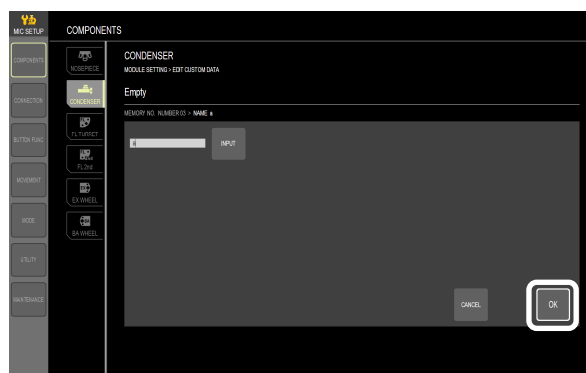 MIC SETUP
COMPONENTS
COMPONENTS
CONNECTION
BUTTON FUNC
MOVEMENT
MODE
UTILITY
MAINTENANCE
NOSEPIECE
CONDENSER
FL TURRET
FL 2nd
EX WHEEL
BA WHEEL
CONDENSER
MODULE SETTING > EDIT CUSTOM DATA
Empty
MEMORY NO. NUMBER 03 > NAME a
a
INPUT
CANCEL
OK